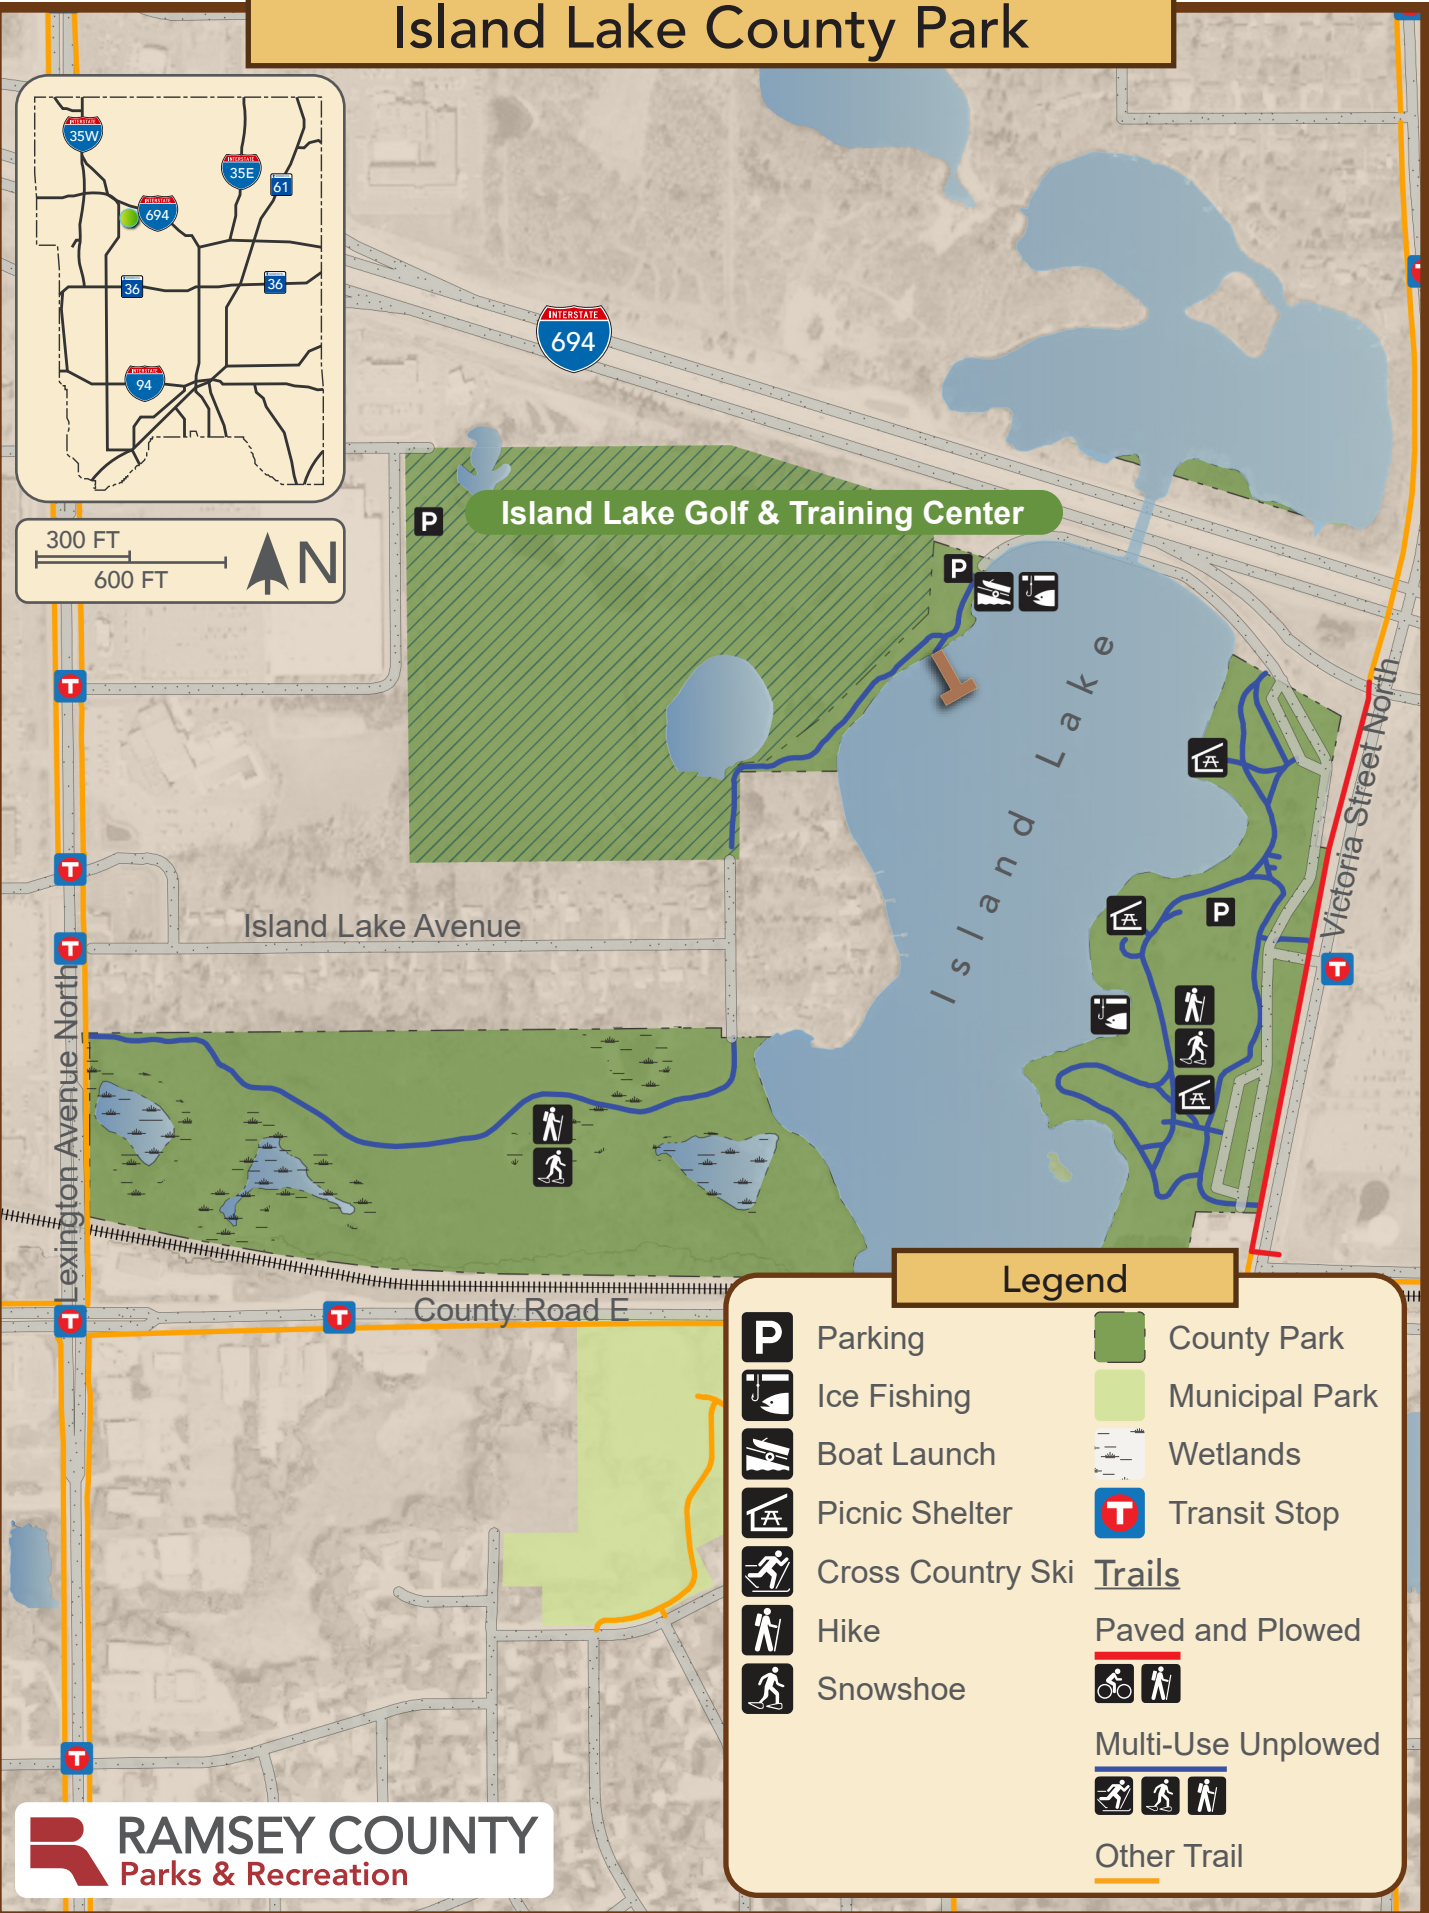 Island Lake County Park
INTERSTATE
35W
INTERSTATE
35E
61
INTERSTATE
694
36
36
INTERSTATE
94
300 FT
600 FT
N
INTERSTATE
694
P
Island Lake Golf & Training Center
P
Island Lake
Victoria Street North
P
Island Lake Avenue
Lexington Avenue North
T
T
T
T
T
T
T
County Road E
Legend
P Parking
Ice Fishing
Boat Launch
Picnic Shelter
Cross Country Ski
Hike
Snowshoe
County Park
Municipal Park
Wetlands
T Transit Stop
Trails
Paved and Plowed
Multi-Use Unplowed
Other Trail
RAMSEY COUNTY
Parks & Recreation